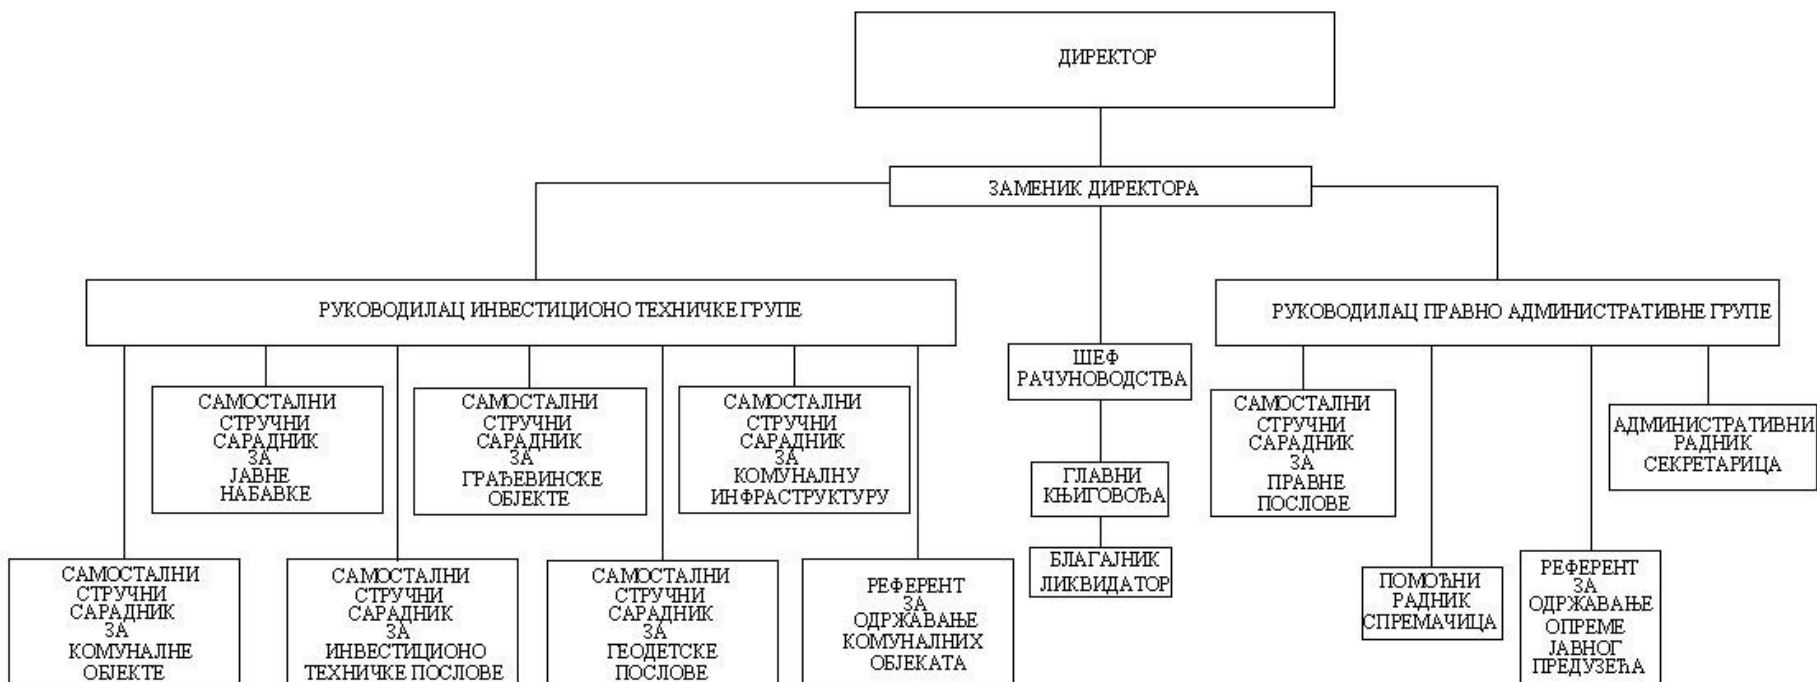 ДИРЕКТОР
ЗАМЕНИК ДИРЕКТОРА
РУКОВОДИЛАЦ ИНВЕСТИЦИОНО ТЕХНИЧКЕ ГРУПЕ
РУКОВОДИЛАЦ ПРАВНО АДМИНИСТРАТИВНЕ ГРУПЕ
ШЕФ
РАЧУНОВОДСТВА
САМОСТАЛНИ
СТРУЧНИ
САРАДНИК
ЗА
ЈАВНЕ
НАБАВКЕ
САМОСТАЛНИ
СТРУЧНИ
САРАДНИК
ЗА
ГРАЂЕВИНСКЕ
ОБЈЕКТЕ
САМОСТАЛНИ
СТРУЧНИ
САРАДНИК
ЗА
КОМУНАЛНУ
ИНФРАСТРУКТУРУ
САМОСТАЛНИ
СТРУЧНИ
САРАДНИК
ЗА
ПРАВНЕ
ПОСЛОВЕ
АДМИНИСТРАТИВНИ
РАДНИК
СЕКРЕТАРИЦА
ГЛАВНИ
КЊИГОВОЂА
БЛАГАЈНИК
ЛИКВИДАТОР
САМОСТАЛНИ
СТРУЧНИ
САРАДНИК
ЗА
КОМУНАЛНЕ
ОБЈЕКТЕ
САМОСТАЛНИ
СТРУЧНИ
САРАДНИК
ЗА
ИНВЕСТИЦИОНО
ТЕХНИЧКЕ ПОСЛОВЕ
САМОСТАЛНИ
СТРУЧНИ
САРАДНИК
ЗА
ГЕОДЕТСКЕ
ПОСЛОВЕ
РЕФЕРЕНТ
ЗА
ОДРЖАВАЊЕ
КОМУНАЛНИХ
ОБЈЕКАТА
ПОМОЋНИ
РАДНИК
СПРЕМАЧИЦА
РЕФЕРЕНТ
ЗА
ОДРЖАВАЊЕ
ОПРЕМЕ
ЈАВНОГ
ПРЕДУЗЕЋА